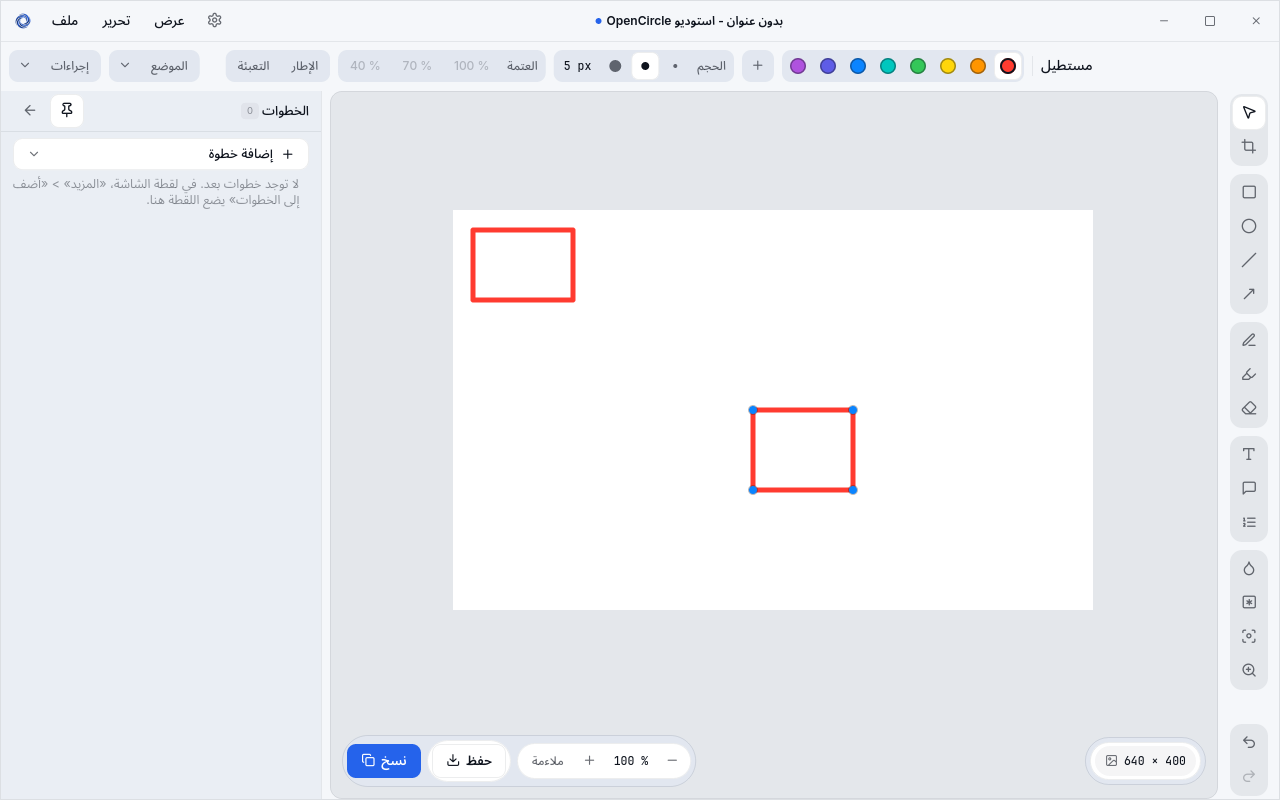 بدون عنوان - استوديو OpenCircle
عرض
تحرير
ملف
مستطيل
الحجم
5 px
العتمة
100 %
70 %
40 %
الإطار
التعبئة
الموضع
إجراءات
الخطوات
0
إضافة خطوة
لا توجد خطوات بعد. في لقطة الشاشة، «المزيد» > «أضف
إلى الخطوات» يضع اللقطة هنا.
640 × 400
100 %
ملاءمة
حفظ
نسخ